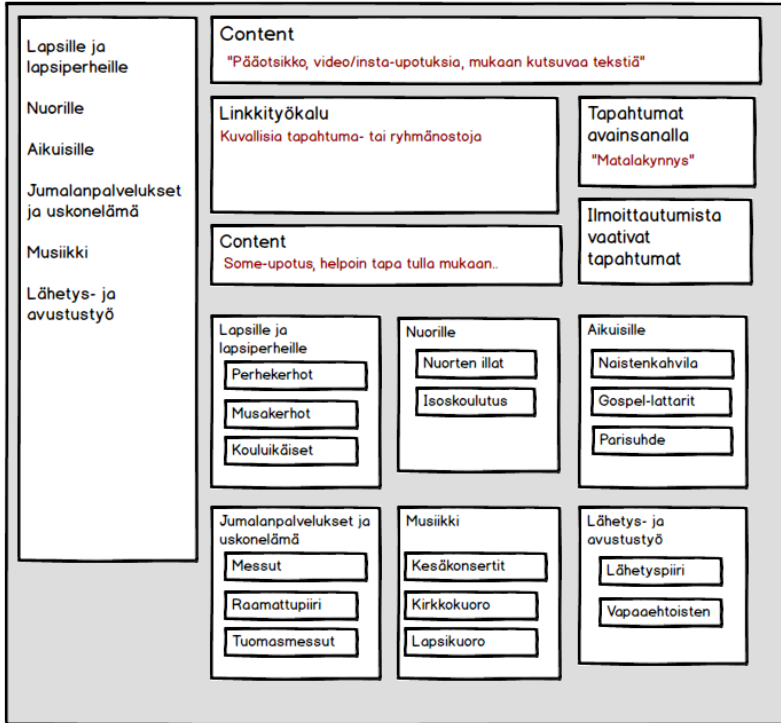 Lapsille ja
lapsiperheille
Nuorille
Aikuisille
Jumalanpalvelukset
ja uskonelämä
Musiikki
Lähetys- ja
avustustyö
Content
"Pääotsikko, video/insta-upotuksia, mukaan kutsuvaa tekstiä"
Linkkityökalu
Kuvallisia tapahtuma- tai ryhmänostoja
Tapahtumat
avainsanalla
"Matalakynnys"
Content
Some-upotus, helpoin tapa tulla mukaan..
Ilmoittautumista
vaativat
tapahtumat
Lapsille ja
lapsiperheille
Perhekerhot
Musakerhot
Kouluikäiset
Nuorille
Nuorten illat
Isoskoulutus
Aikuisille
Naistenkahvila
Gospel-lattarit
Parisuhde
Jumalanpalvelukset ja
uskonelämä
Messut
Raamattupiiri
Tuomasmessut
Musiikki
Kesäkonsertit
Kirkkokuoro
Lapsikuoro
Lähetys- ja
avustustyö
Lähetyspiiri
Vapaaehtoisten